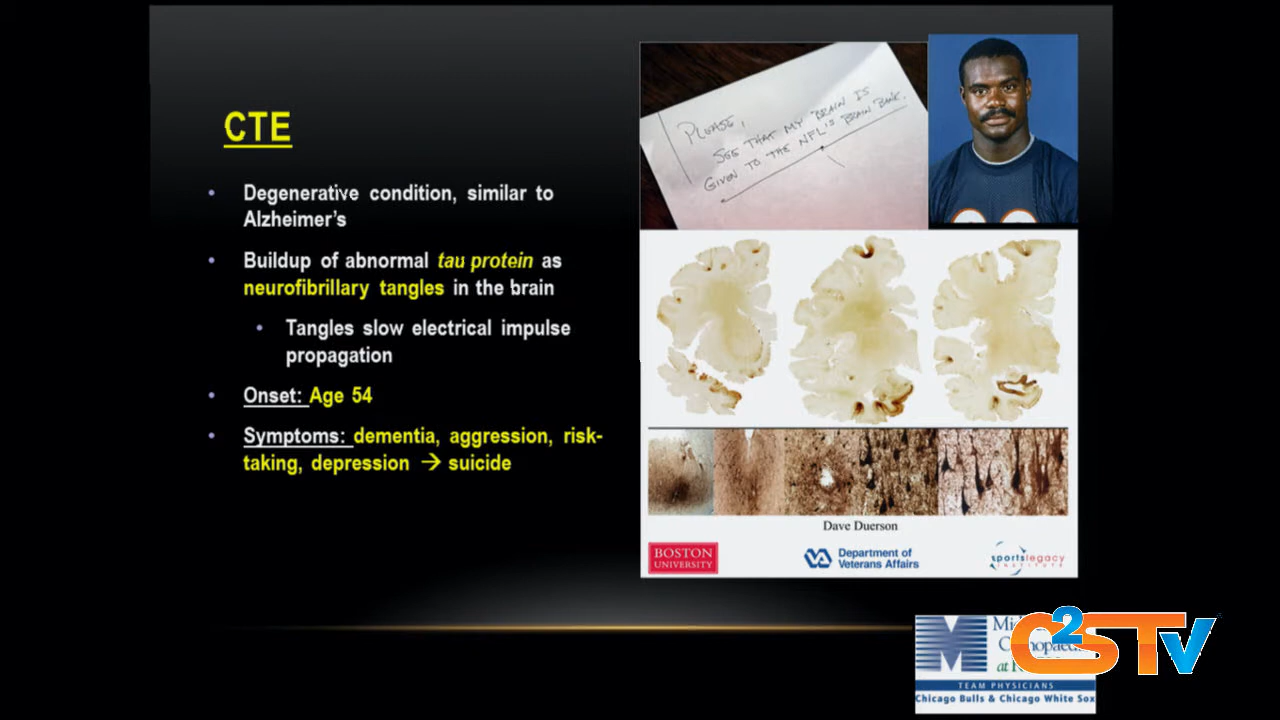 CTE
• Degenerative condition, similar to
Alzheimer's
• Buildup of abnormal tau protein as
neurofibrillary tangles in the brain
• Tangles slow electrical impulse
propagation
• Onset: Age 54
• Symptoms: dementia, aggression, risk-
taking, depression → suicide
PLEASE,
SEE THAT MY BRAIN IS
GIVEN TO THE NFL'S BRAIN BANK.
Dave Duerson
BOSTON
UNIVERSITY
VA
Department of
Veterans Affairs
sportslegacy
INSTITUTE
M
at
TEAM PHYSICIANS
Chicago Bulls & Chicago White Sox
C2STV